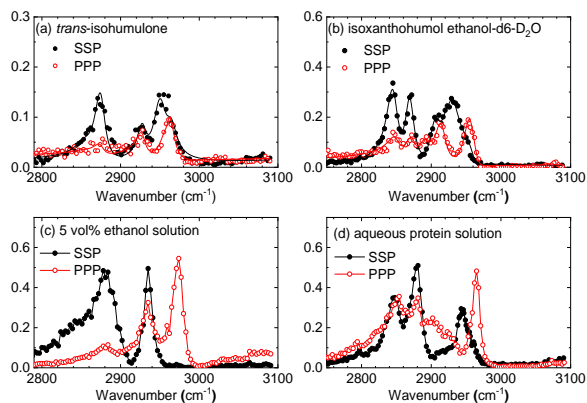 (a) trans-isohumulone
SSP
PPP
0.3
0.2
0.1
0.0
2800 2900 3000 3100
Wavenumber (cm-1)
(b) isoxanthohumol ethanol-d6-D2O
SSP
PPP
0.6
0.4
0.2
0.0
2800 2900 3000 3100
Wavenumber (cm-1)
(c) 5 vol% ethanol solution
SSP
PPP
0.6
0.4
0.2
0.0
2800 2900 3000 3100
Wavenumber (cm-1)
(d) aqueous protein solution
SSP
PPP
0.6
0.4
0.2
0.0
2800 2900 3000 3100
Wavenumber (cm-1)